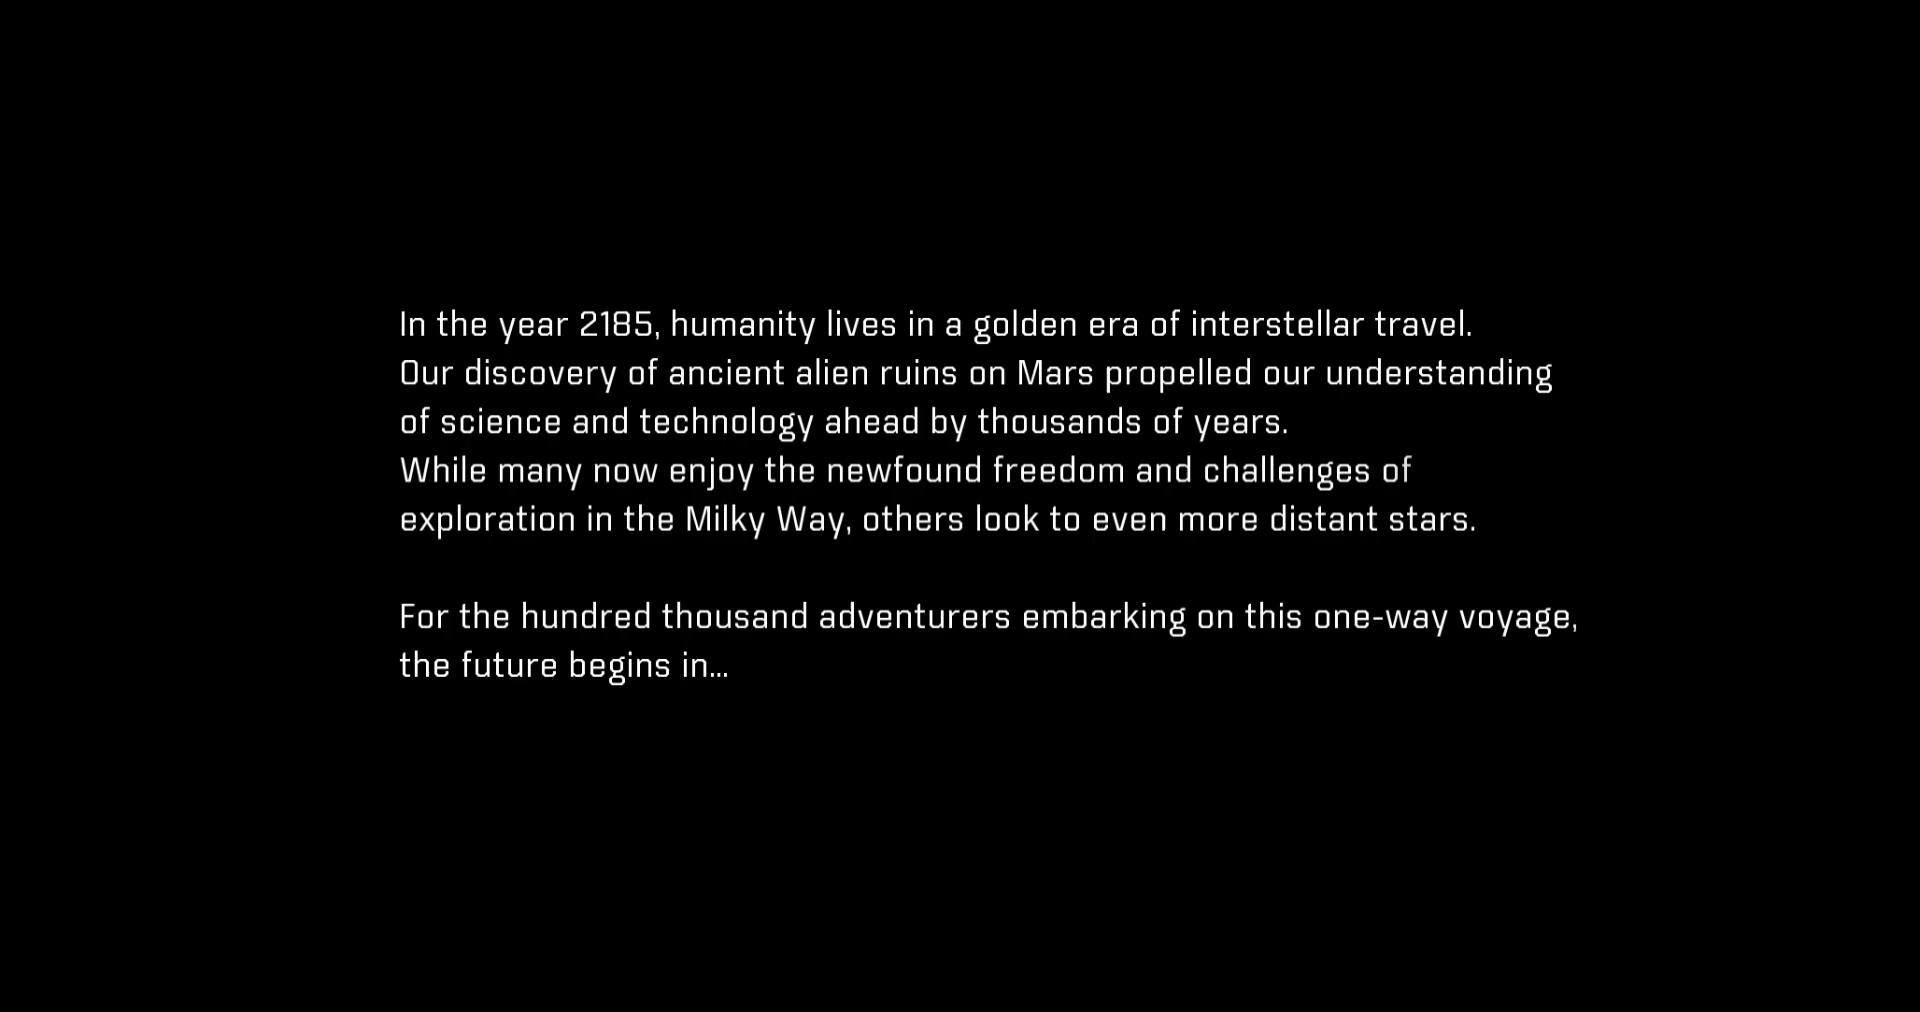 In the year 2185, humanity lives in a golden era of interstellar travel.
Our discovery of ancient alien ruins on Mars propelled our understanding
of science and technology ahead by thousands of years.
While many now enjoy the newfound freedom and challenges of
exploration in the Milky Way, others look to even more distant stars.
For the hundred thousand adventurers embarking on this one-way voyage,
the future begins in...